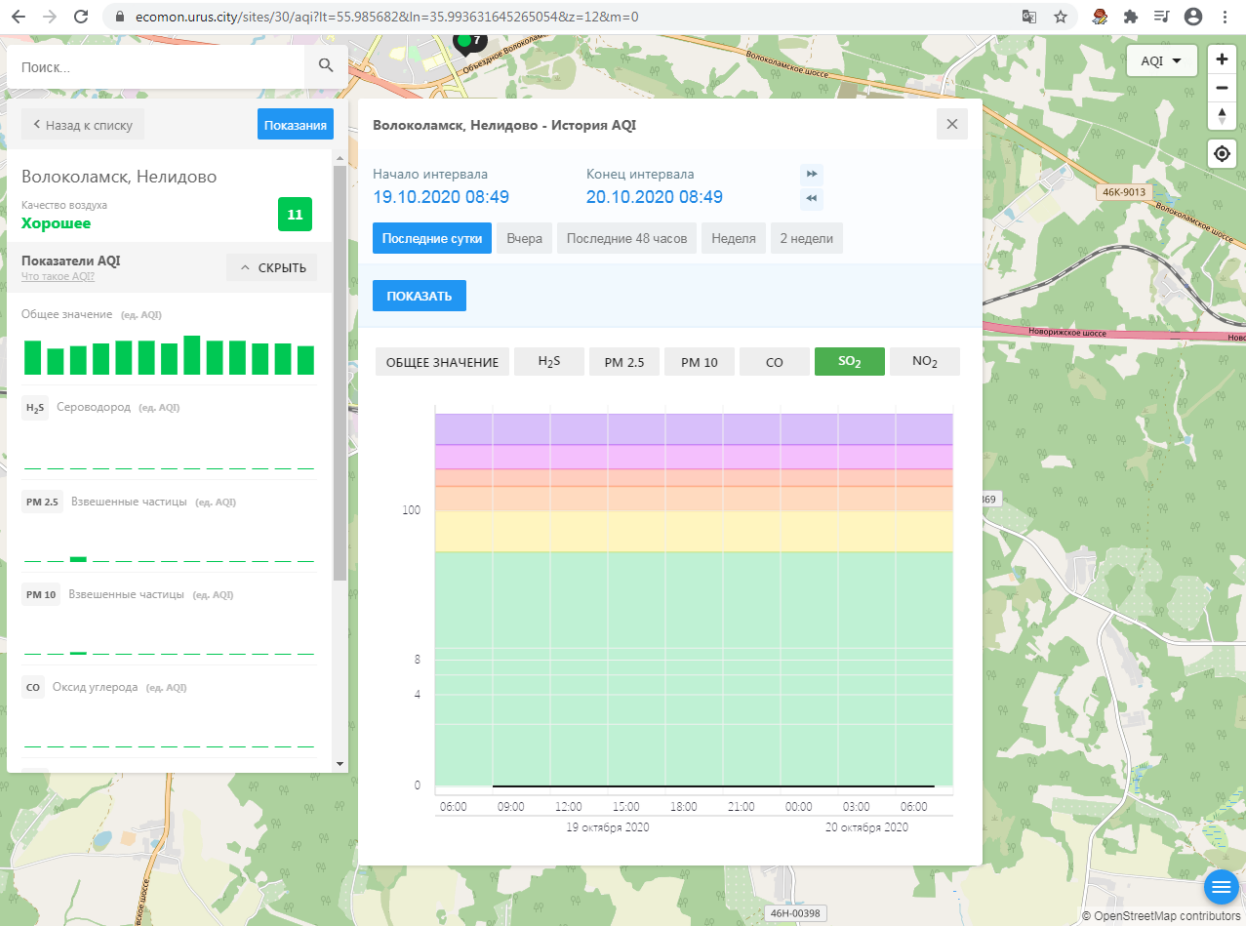 ecomon.urus.city/sites/30/aqi?lt=55.985682&ln=35.993631645265054&z=12&m=0
Поиск...
7
Объездное Волоколамс
Волоколамское шоссе
AQI
Назад к списку
Показания
Волоколамск, Нелидово
Качество воздуха
Хорошее
11
Показатели AQI
Что такое AQI?
СКРЫТЬ
Общее значение (ед. AQI)
H₂S Сероводород (ед. AQI)
PM 2.5 Взвешенные частицы (ед. AQI)
PM 10 Взвешенные частицы (ед. AQI)
CO Оксид углерода (ед. AQI)
Волоколамск, Нелидово - История AQI
Начало интервала
19.10.2020 08:49
Конец интервала
20.10.2020 08:49
Последние сутки
Вчера
Последние 48 часов
Неделя
2 недели
ПОКАЗАТЬ
ОБЩЕЕ ЗНАЧЕНИЕ
H₂S
PM 2.5
PM 10
CO
SO₂
NO₂
100
8
4
0
06:00 09:00 12:00 15:00 18:00 21:00 00:00 03:00 06:00
19 октября 2020 20 октября 2020
46К-9013
Волоколамское шоссе
Новорижское шоссе
Ново
369
46Н-00398
© OpenStreetMap contributors